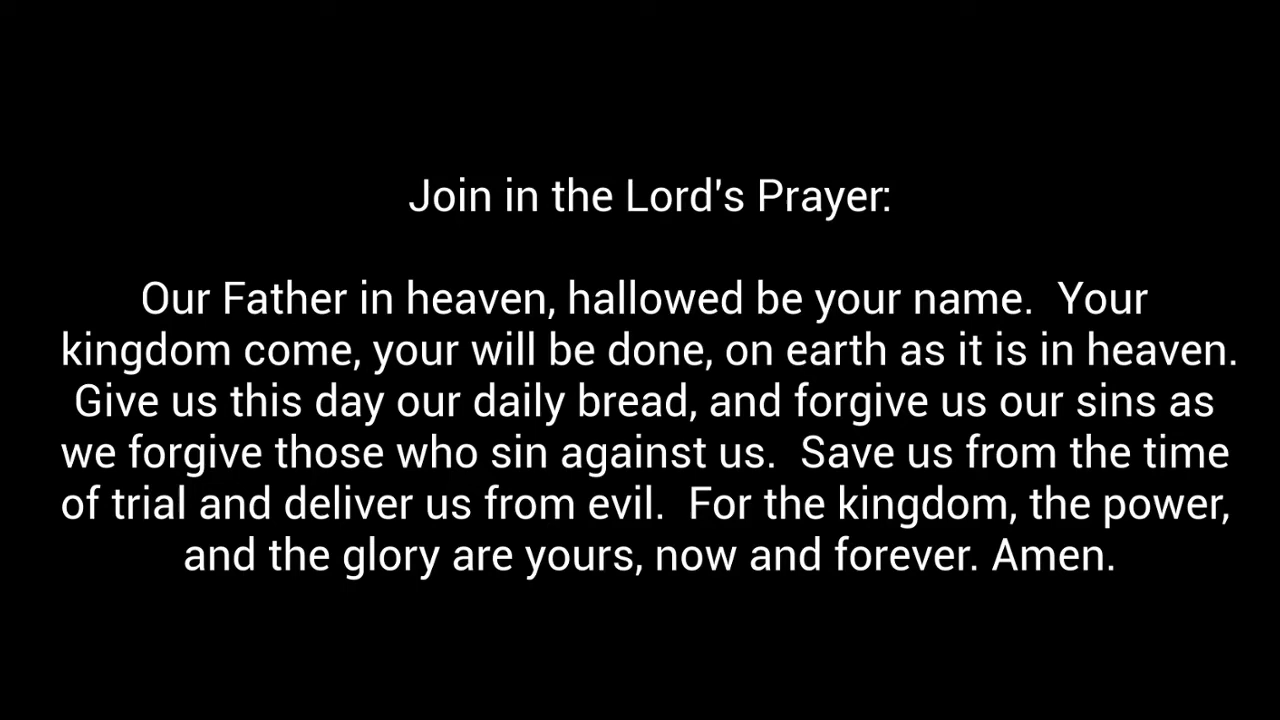 Join in the Lord's Prayer:
Our Father in heaven, hallowed be your name.  Your
kingdom come, your will be done, on earth as it is in heaven.
Give us this day our daily bread, and forgive us our sins as
we forgive those who sin against us.  Save us from the time
of trial and deliver us from evil.  For the kingdom, the power,
and the glory are yours, now and forever. Amen.